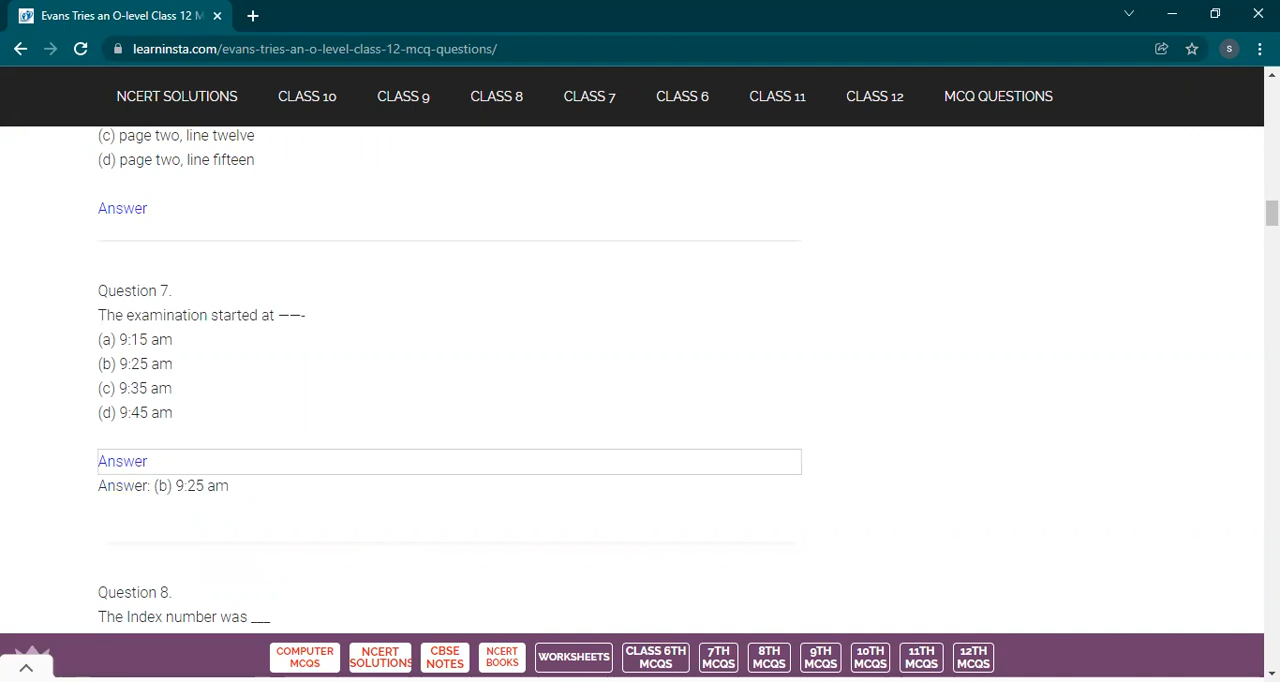 Evans Tries an O-level Class 12 M
learninsta.com/evans-tries-an-o-level-class-12-mcq-questions/
S
NCERT SOLUTIONS CLASS 10 CLASS 9 CLASS 8 CLASS 7 CLASS 6 CLASS 11 CLASS 12 MCQ QUESTIONS
(c) page two, line twelve
(d) page two, line fifteen
Answer
Question 7.
The examination started at ——-
(a) 9:15 am
(b) 9:25 am
(c) 9:35 am
(d) 9:45 am
Answer
Answer: (b) 9:25 am
Question 8.
The Index number was ___
COMPUTER MCQS
NCERT SOLUTIONS
CBSE NOTES
NCERT BOOKS
WORKSHEETS
CLASS 6TH MCQS
7TH MCQS
8TH MCQS
9TH MCQS
10TH MCQS
11TH MCQS
12TH MCQS